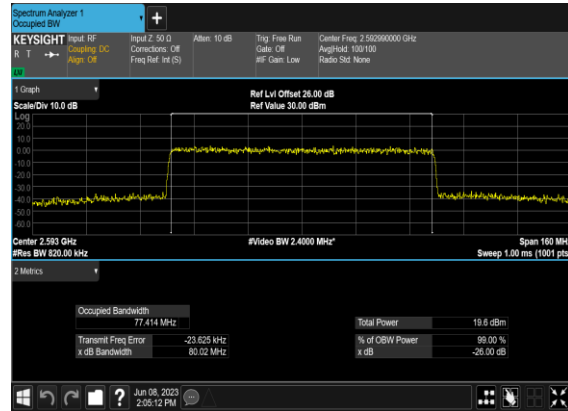 Spectrum Analyzer 1
Occupied BW
KEYSIGHT Input: RF Input Z: 50 Ω Atten: 10 dB Trig: Free Run Center Freq: 2.592990000 GHz
R T Coupling: DC Corrections: Off Gate: Off Avg|Hold: 100/100
Align: Off Freq Ref: Int (S) #IF Gain: Low Radio Std: None
LXI
1 Graph
Scale/Div 10.0 dB
Ref Lvl Offset 26.00 dB
Ref Value 30.00 dBm
Log
20.0
10.0
0.00
-10.0
-20.0
-30.0
-40.0
-50.0
-60.0
Center 2.593 GHz #Video BW 2.4000 MHz* Span 160 MH
#Res BW 820.00 kHz Sweep 1.00 ms (1001 pts
2 Metrics
Occupied Bandwidth
77.414 MHz Total Power 19.6 dBm
Transmit Freq Error -23.625 kHz % of OBW Power 99.00 %
x dB Bandwidth 80.02 MHz x dB -26.00 dB
? Jun 08, 2023
2:05:12 PM